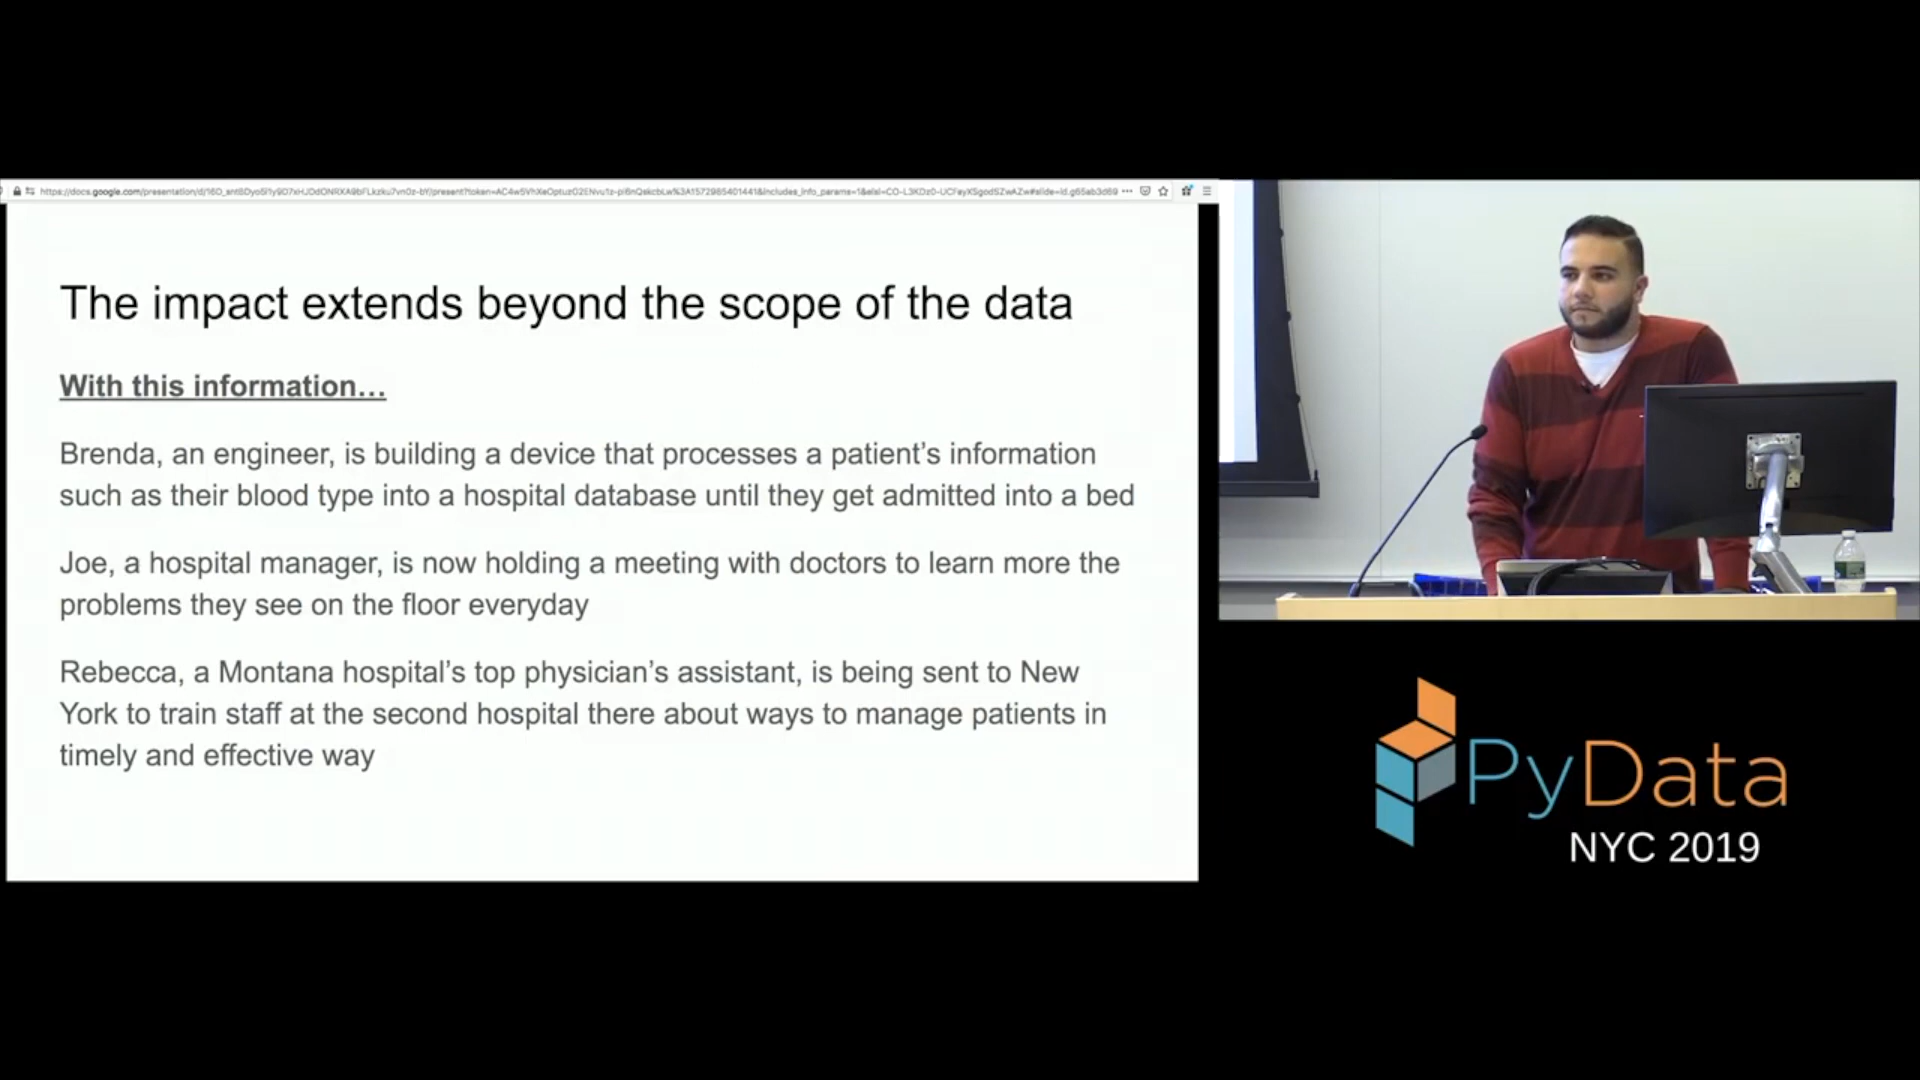 The impact extends beyond the scope of the data
With this information...
Brenda, an engineer, is building a device that processes a patient's information
such as their blood type into a hospital database until they get admitted into a bed
Joe, a hospital manager, is now holding a meeting with doctors to learn more the
problems they see on the floor everyday
Rebecca, a Montana hospital's top physician's assistant, is being sent to New
York to train staff at the second hospital there about ways to manage patients in
timely and effective way
PyData
NYC 2019